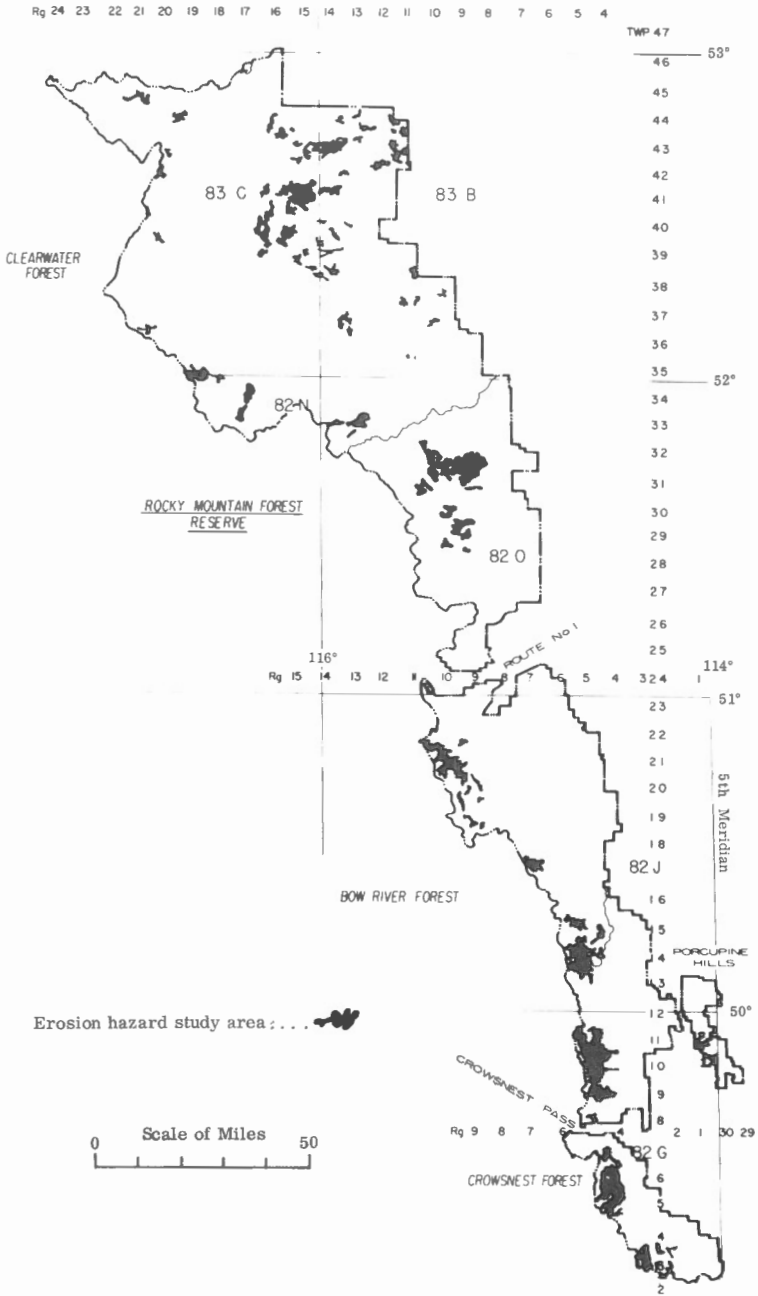 Rg 24 23 22 21 20 19 18 17 16 15 14 13 12 11 10 9 8 7 6 5 4
TWP 47
53°
46
45
44
43
42
83 C
83 B
41
40
CLEARWATER
FOREST
39
38
37
36
35
52°
34
82 N
33
32
31
ROCKY MOUNTAIN FOREST
RESERVE
30
29
82 O
28
27
26
25
ROUTE No 1
116°
114°
Rg 15 14 13 12 11 10 9 8 7 6 5 4 3 24 1
51°
23
22
21
20
19
18
5th Meridian
82 J
BOW RIVER FOREST
16
5
4
PORCUPINE
HILLS
3
Erosion hazard study area:...
12
50°
11
10
9
CROWSNEST PASS
8
Rg 9 8 7 6 4 2 1 30 29
Scale of Miles
0 50
82 G
CROWSNEST FOREST
6
5
4
3
2